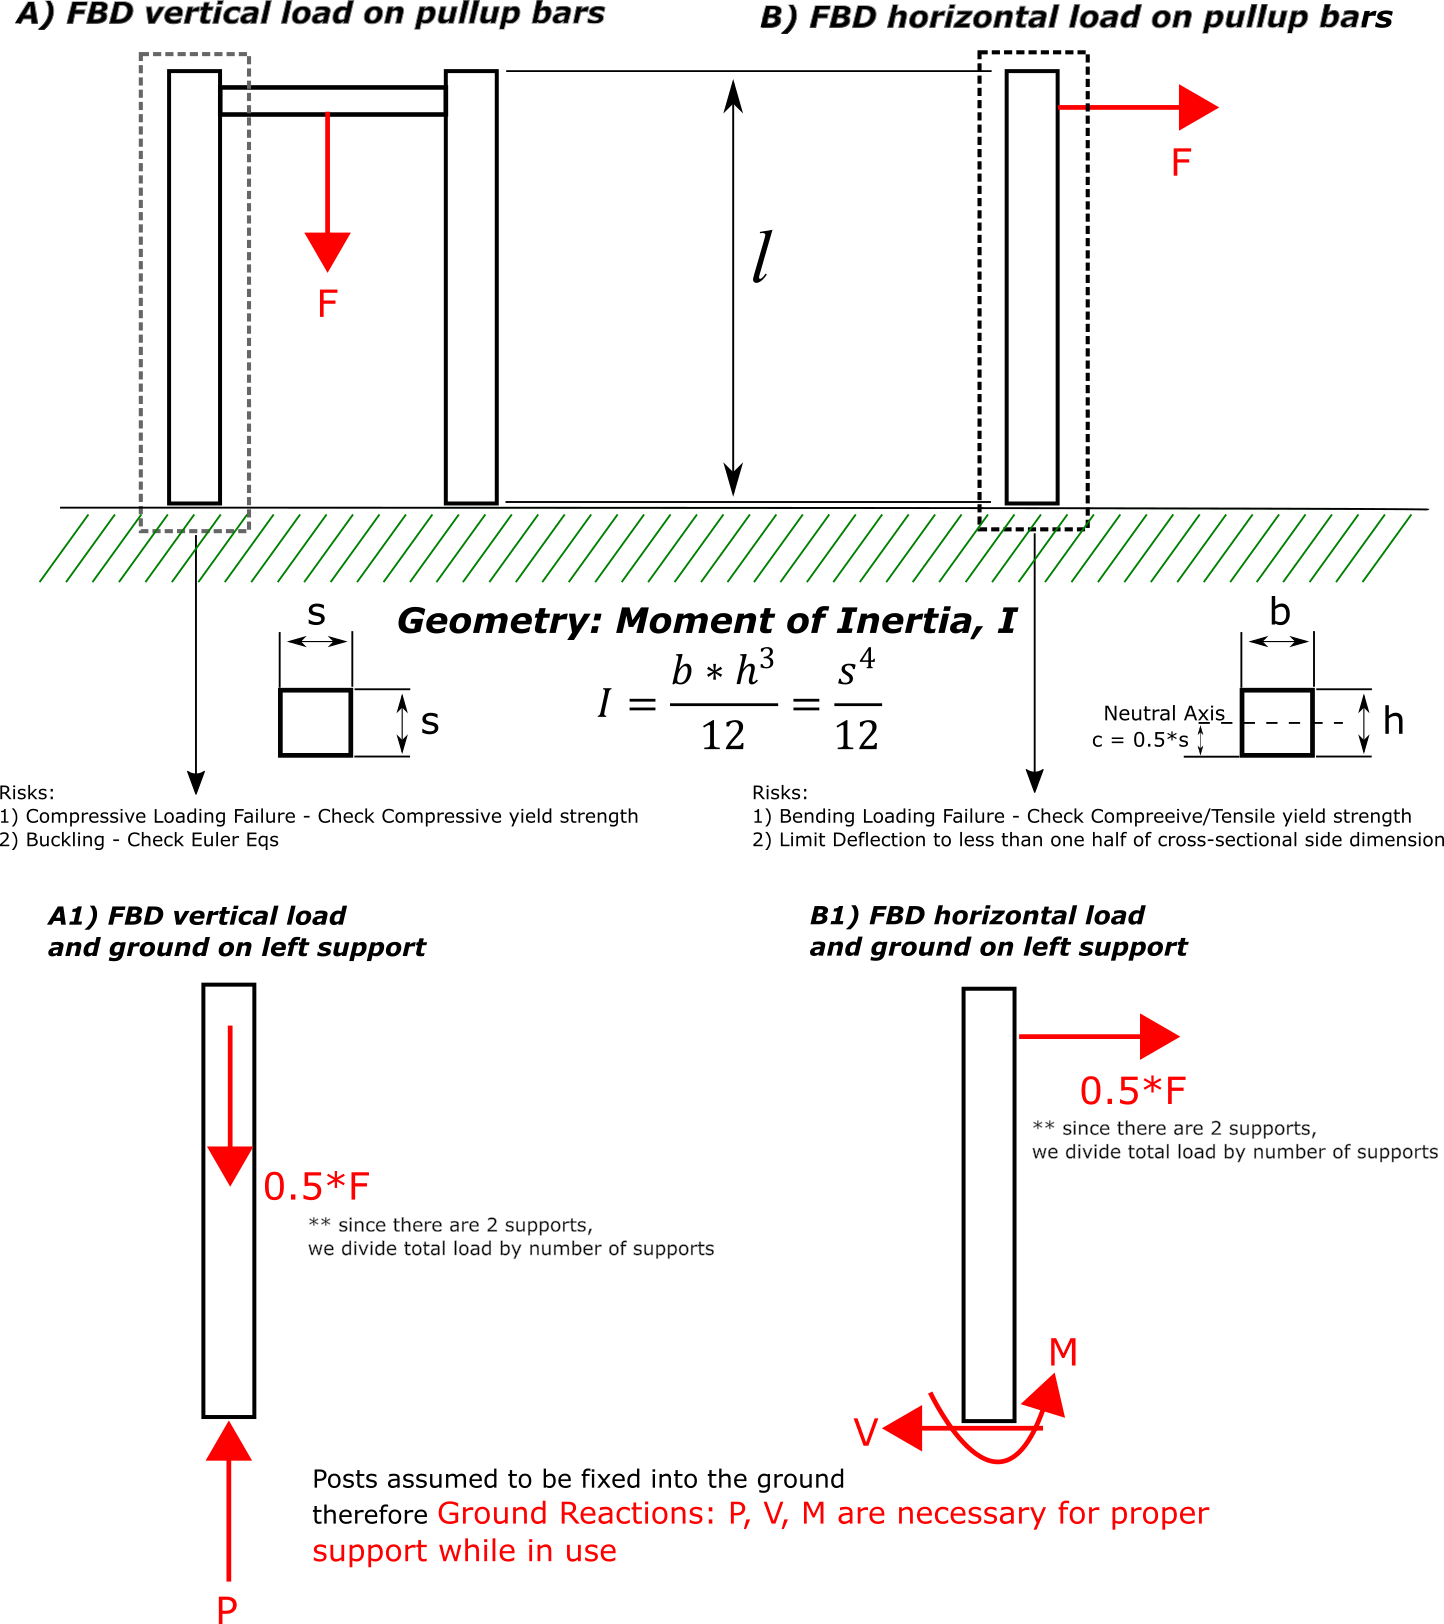 A) FBD vertical load on pullup bars
B) FBD horizontal load on pullup bars
F
l
F
Geometry: Moment of Inertia, I
I = b * h^3 / 12 = s^4 / 12
s
s
b
h
Neutral Axis
c = 0.5*s
Risks:
1) Compressive Loading Failure - Check Compressive yield strength
2) Buckling - Check Euler Eqs
Risks:
1) Bending Loading Failure - Check Compreeive/Tensile yield strength
2) Limit Deflection to less than one half of cross-sectional side dimension
A1) FBD vertical load
and ground on left support
0.5*F
** since there are 2 supports,
we divide total load by number of supports
P
B1) FBD horizontal load
and ground on left support
0.5*F
** since there are 2 supports,
we divide total load by number of supports
M
V
Posts assumed to be fixed into the ground
therefore Ground Reactions: P, V, M are necessary for proper
support while in use